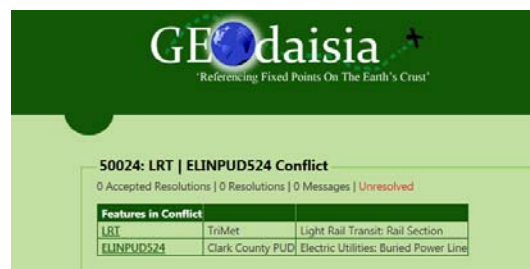 GEOdaisia
'Referencing Fixed Points On The Earth's Crust'
50024: LRT | ELINPUD524 Conflict
0 Accepted Resolutions | 0 Resolutions | 0 Messages | Unresolved
Features in Conflict
LRT TriMet Light Rail Transit: Rail Section
ELINPUD524 Clark County PUD Electric Utilities: Buried Power Line